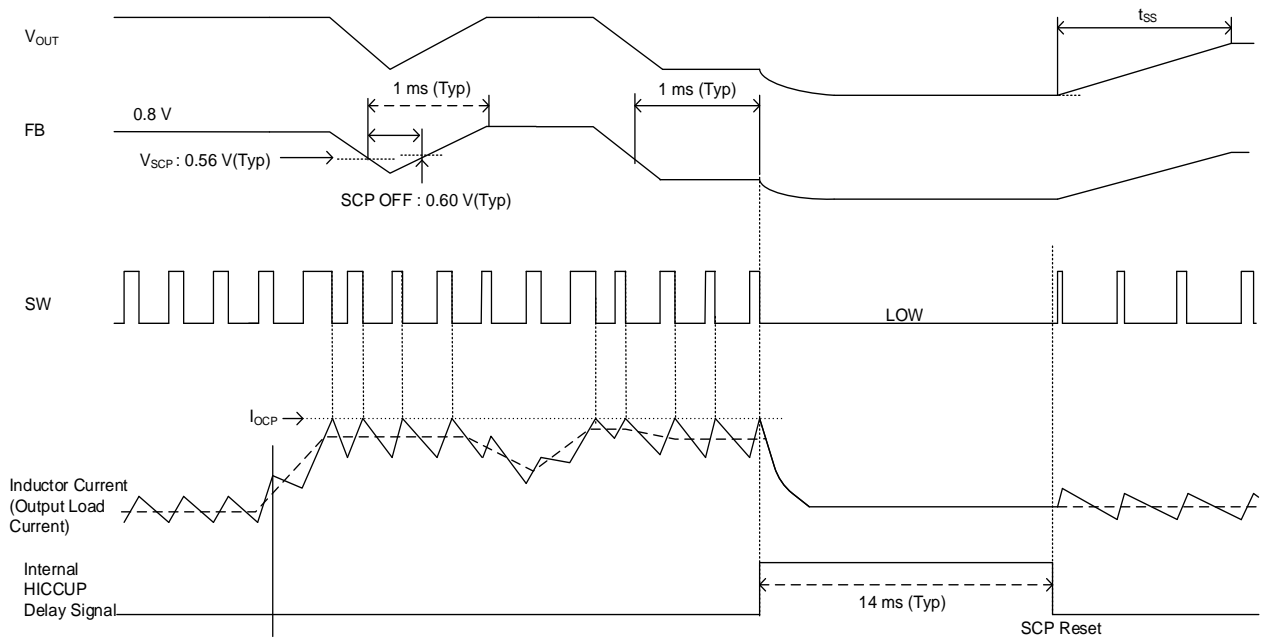 tSS
VOUT
1 ms (Typ)
1 ms (Typ)
0.8 V
FB
VSCP : 0.56 V(Typ)
SCP OFF : 0.60 V(Typ)
SW
LOW
IOCP
Inductor Current
(Output Load
Current)
Internal
HICCUP
Delay Signal
14 ms (Typ)
SCP Reset